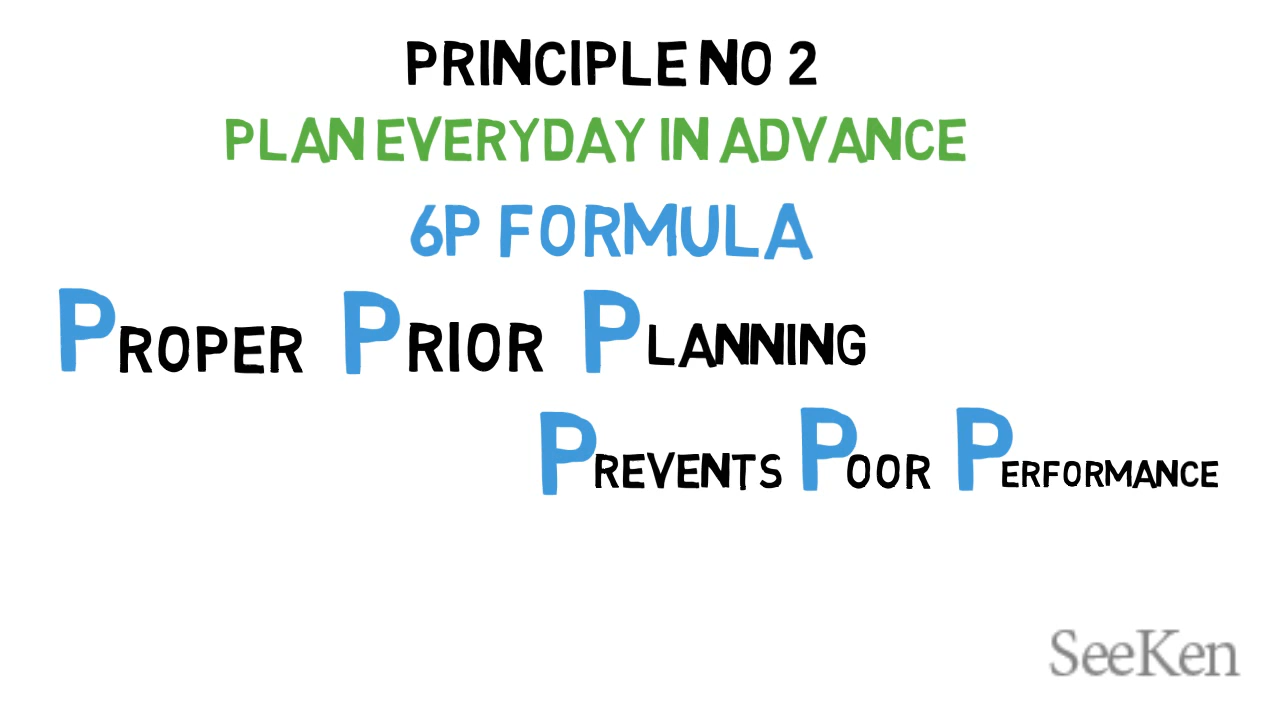 PRINCIPLE NO 2
PLAN EVERYDAY IN ADVANCE
6P FORMULA
PROPER PRIOR PLANNING
PREVENTS POOR PERFORMANCE
SeeKen